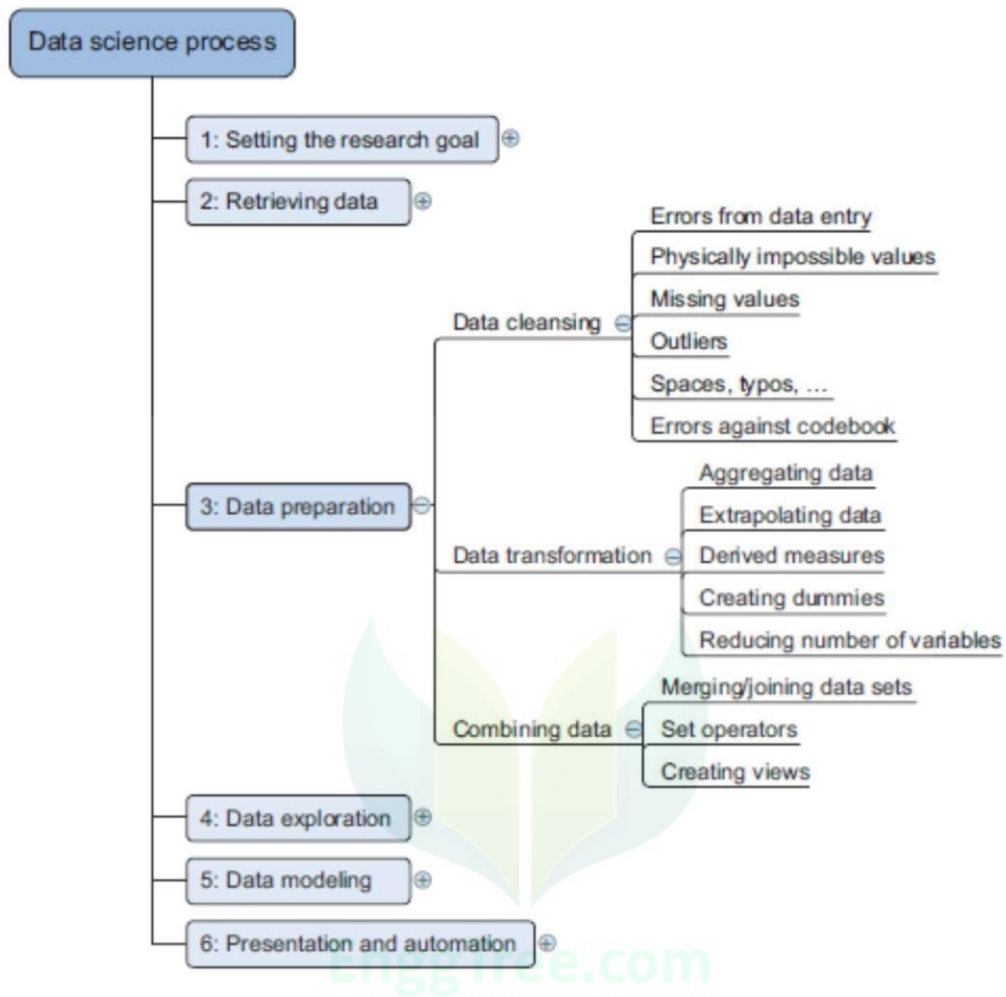 Data science process
1: Setting the research goal
2: Retrieving data
3: Data preparation
Data cleansing
Errors from data entry
Physically impossible values
Missing values
Outliers
Spaces, typos, ...
Errors against codebook
Data transformation
Aggregating data
Extrapolating data
Derived measures
Creating dummies
Reducing number of variables
Combining data
Merging/joining data sets
Set operators
Creating views
4: Data exploration
5: Data modeling
6: Presentation and automation
EnggTree.com